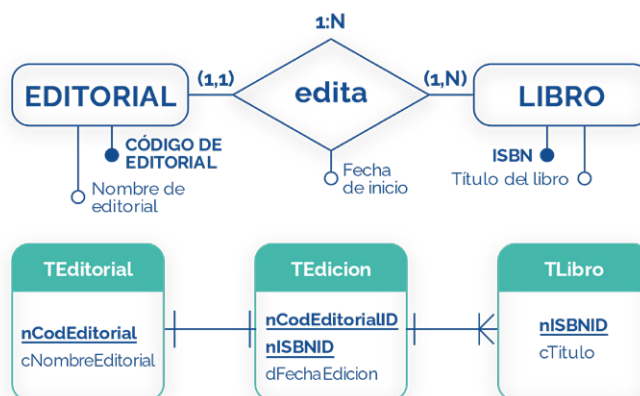 1:N
(1,1)
(1,N)
EDITORIAL
edita
LIBRO
CÓDIGO DE
EDITORIAL
Nombre de
editorial
Fecha
de inicio
ISBN
Título del libro
TEditorial
nCodEditorial
cNombreEditorial
TEdicion
nCodEditorialID
nISBNID
dFechaEdicion
TLibro
nISBNID
cTitulo